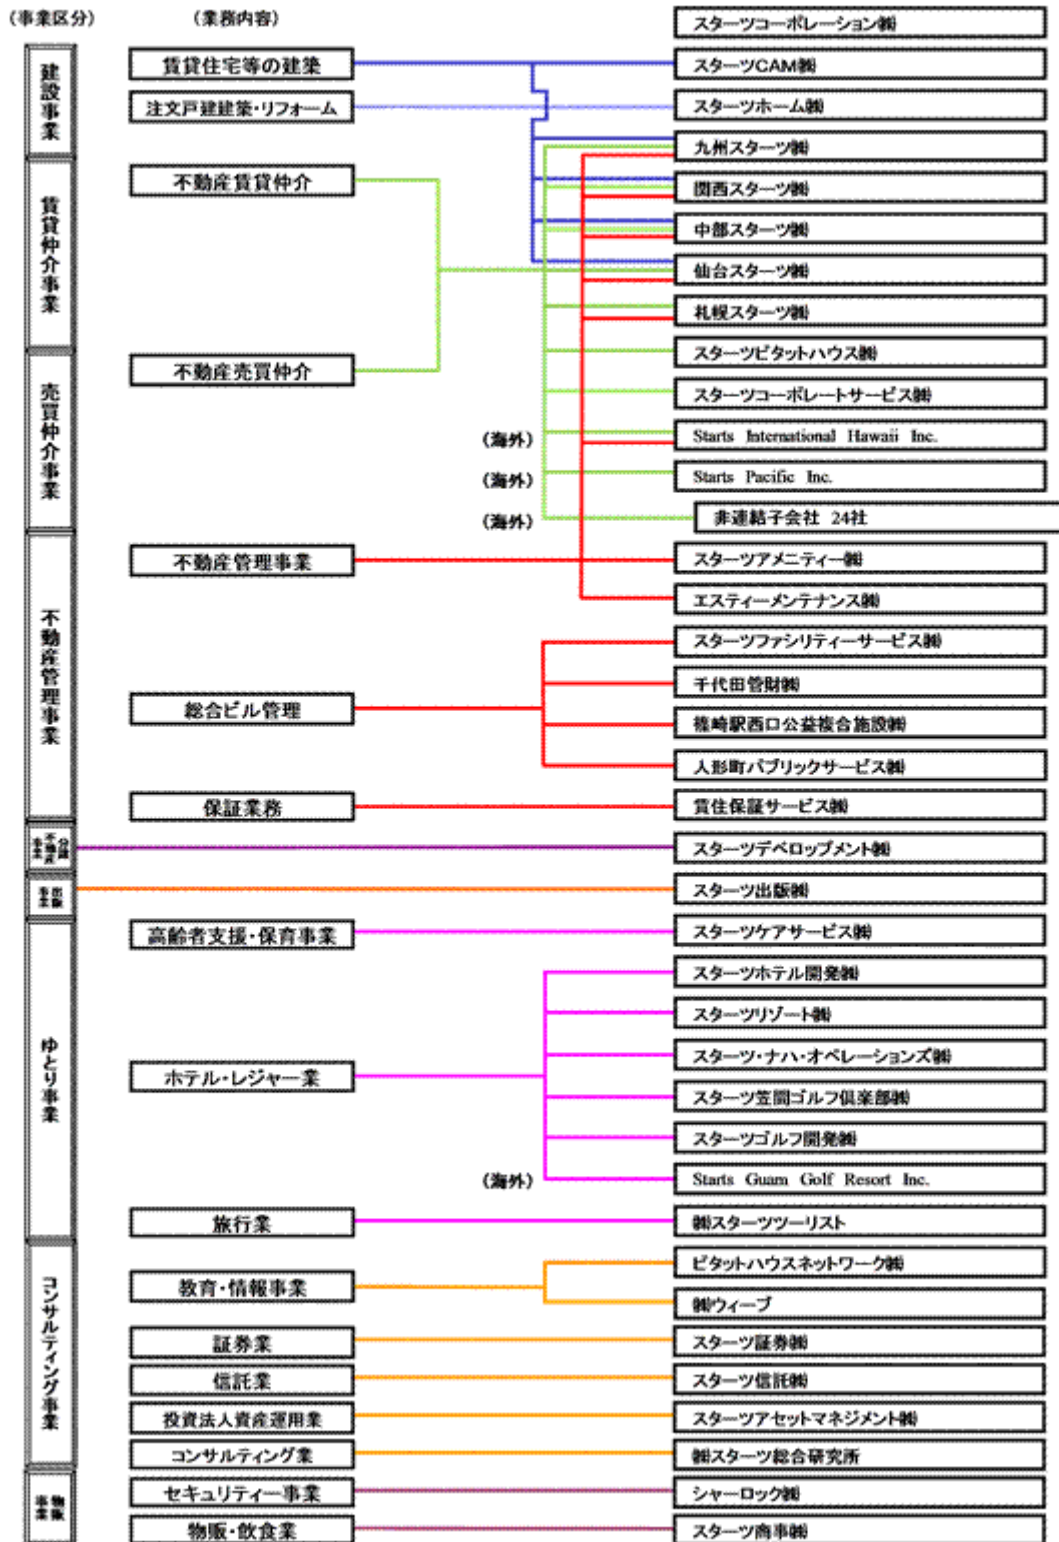 (事業区分)
(業務内容)
スターツコーポレーション㈱
建設事業
賃貸住宅等の建築
スターツCAM㈱
注文戸建建築・リフォーム
スターツホーム㈱
九州スターツ㈱
賃貸仲介事業
不動産賃貸仲介
関西スターツ㈱
中部スターツ㈱
仙台スターツ㈱
札幌スターツ㈱
売買仲介事業
不動産売買仲介
スターツピタットハウス㈱
スターツコーポレートサービス㈱
(海外)
Starts International Hawaii Inc.
(海外)
Starts Pacific Inc.
(海外)
非連結子会社 24社
不動産管理事業
不動産管理事業
スターツアメニティー㈱
エスティーメンテナンス㈱
スターツファシリティーサービス㈱
千代田管財㈱
総合ビル管理
篠崎駅西口公益複合施設㈱
人形町パブリックサービス㈱
保証業務
賃住保証サービス㈱
分譲不動産事業
スターツデベロップメント㈱
出版事業
スターツ出版㈱
ゆとり事業
高齢者支援・保育事業
スターツケアサービス㈱
スターツホテル開発㈱
スターツリゾート㈱
スターツ・ナハ・オペレーションズ㈱
ホテル・レジャー業
スターツ笠間ゴルフ倶楽部㈱
スターツゴルフ開発㈱
(海外)
Starts Guam Golf Resort Inc.
旅行業
㈱スターツツーリスト
コンサルティング事業
教育・情報事業
ピタットハウスネットワーク㈱
㈱ウィーブ
証券業
スターツ証券㈱
信託業
スターツ信託㈱
投資法人資産運用業
スターツアセットマネジメント㈱
コンサルティング業
㈱スターツ総合研究所
物販事業
セキュリティー事業
シャーロック㈱
物販・飲食業
スターツ商事㈱